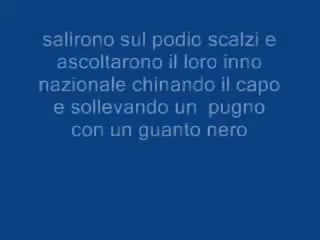 salirono sul podio scalzi e
ascoltarono il loro inno
nazionale chinando il capo
e sollevando un pugno
con un guanto nero